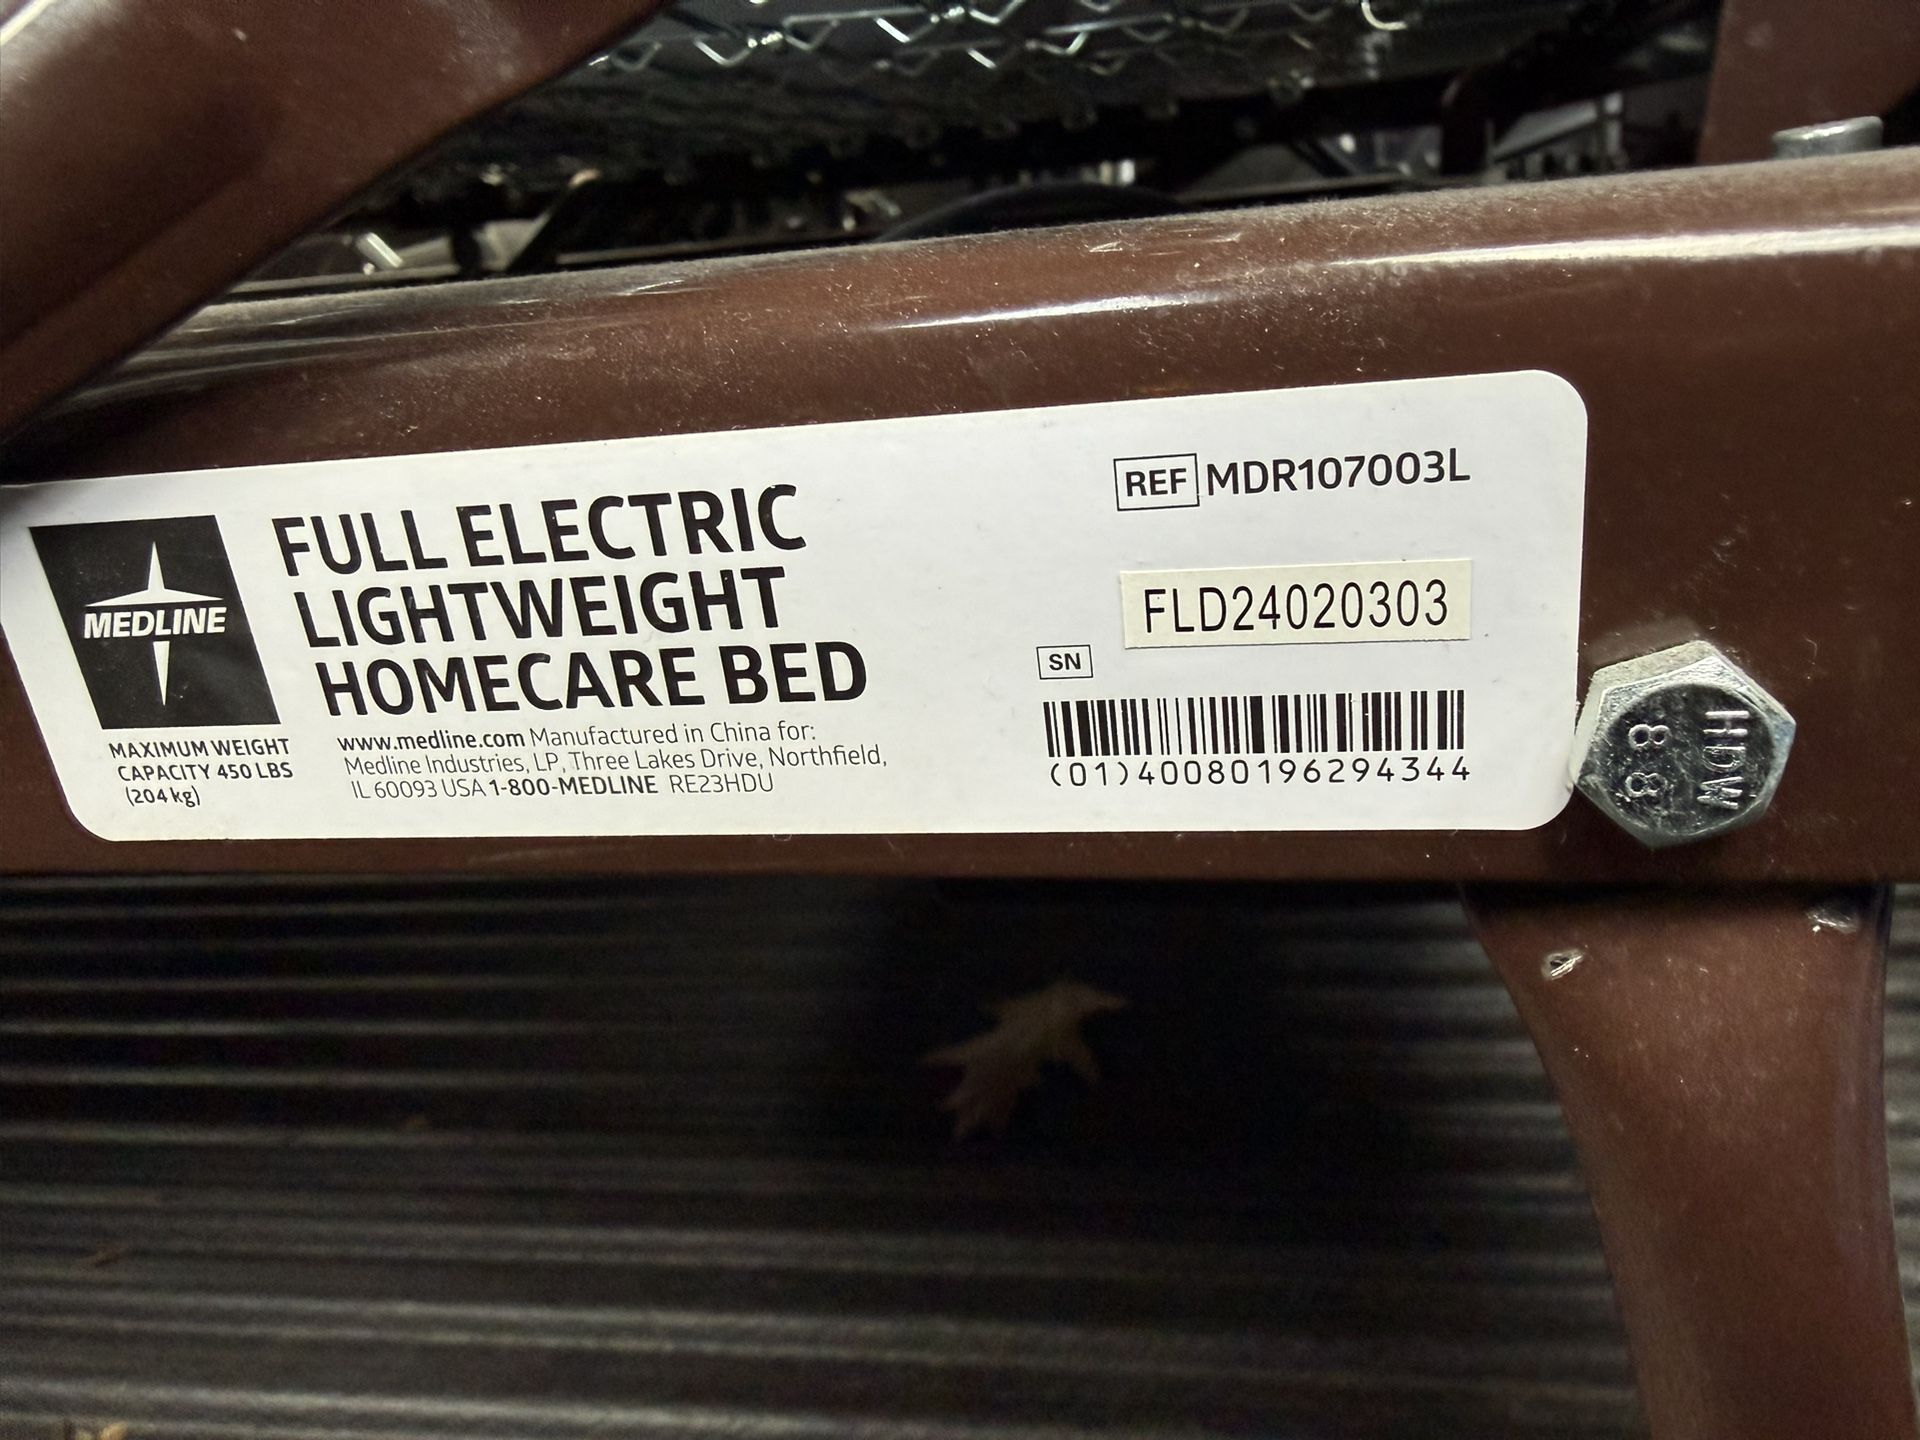 MEDLINE
MAXIMUM WEIGHT
CAPACITY 450 LBS
(204 kg)
FULL ELECTRIC
LIGHTWEIGHT
HOMECARE BED
www.medline.com Manufactured in China for:
Medline Industries, LP, Three Lakes Drive, Northfield,
IL 60093 USA 1-800-MEDLINE RE23HDU
REF MDR107003L
FLD24020303
SN
(01)40080196294344
HDW
8.8